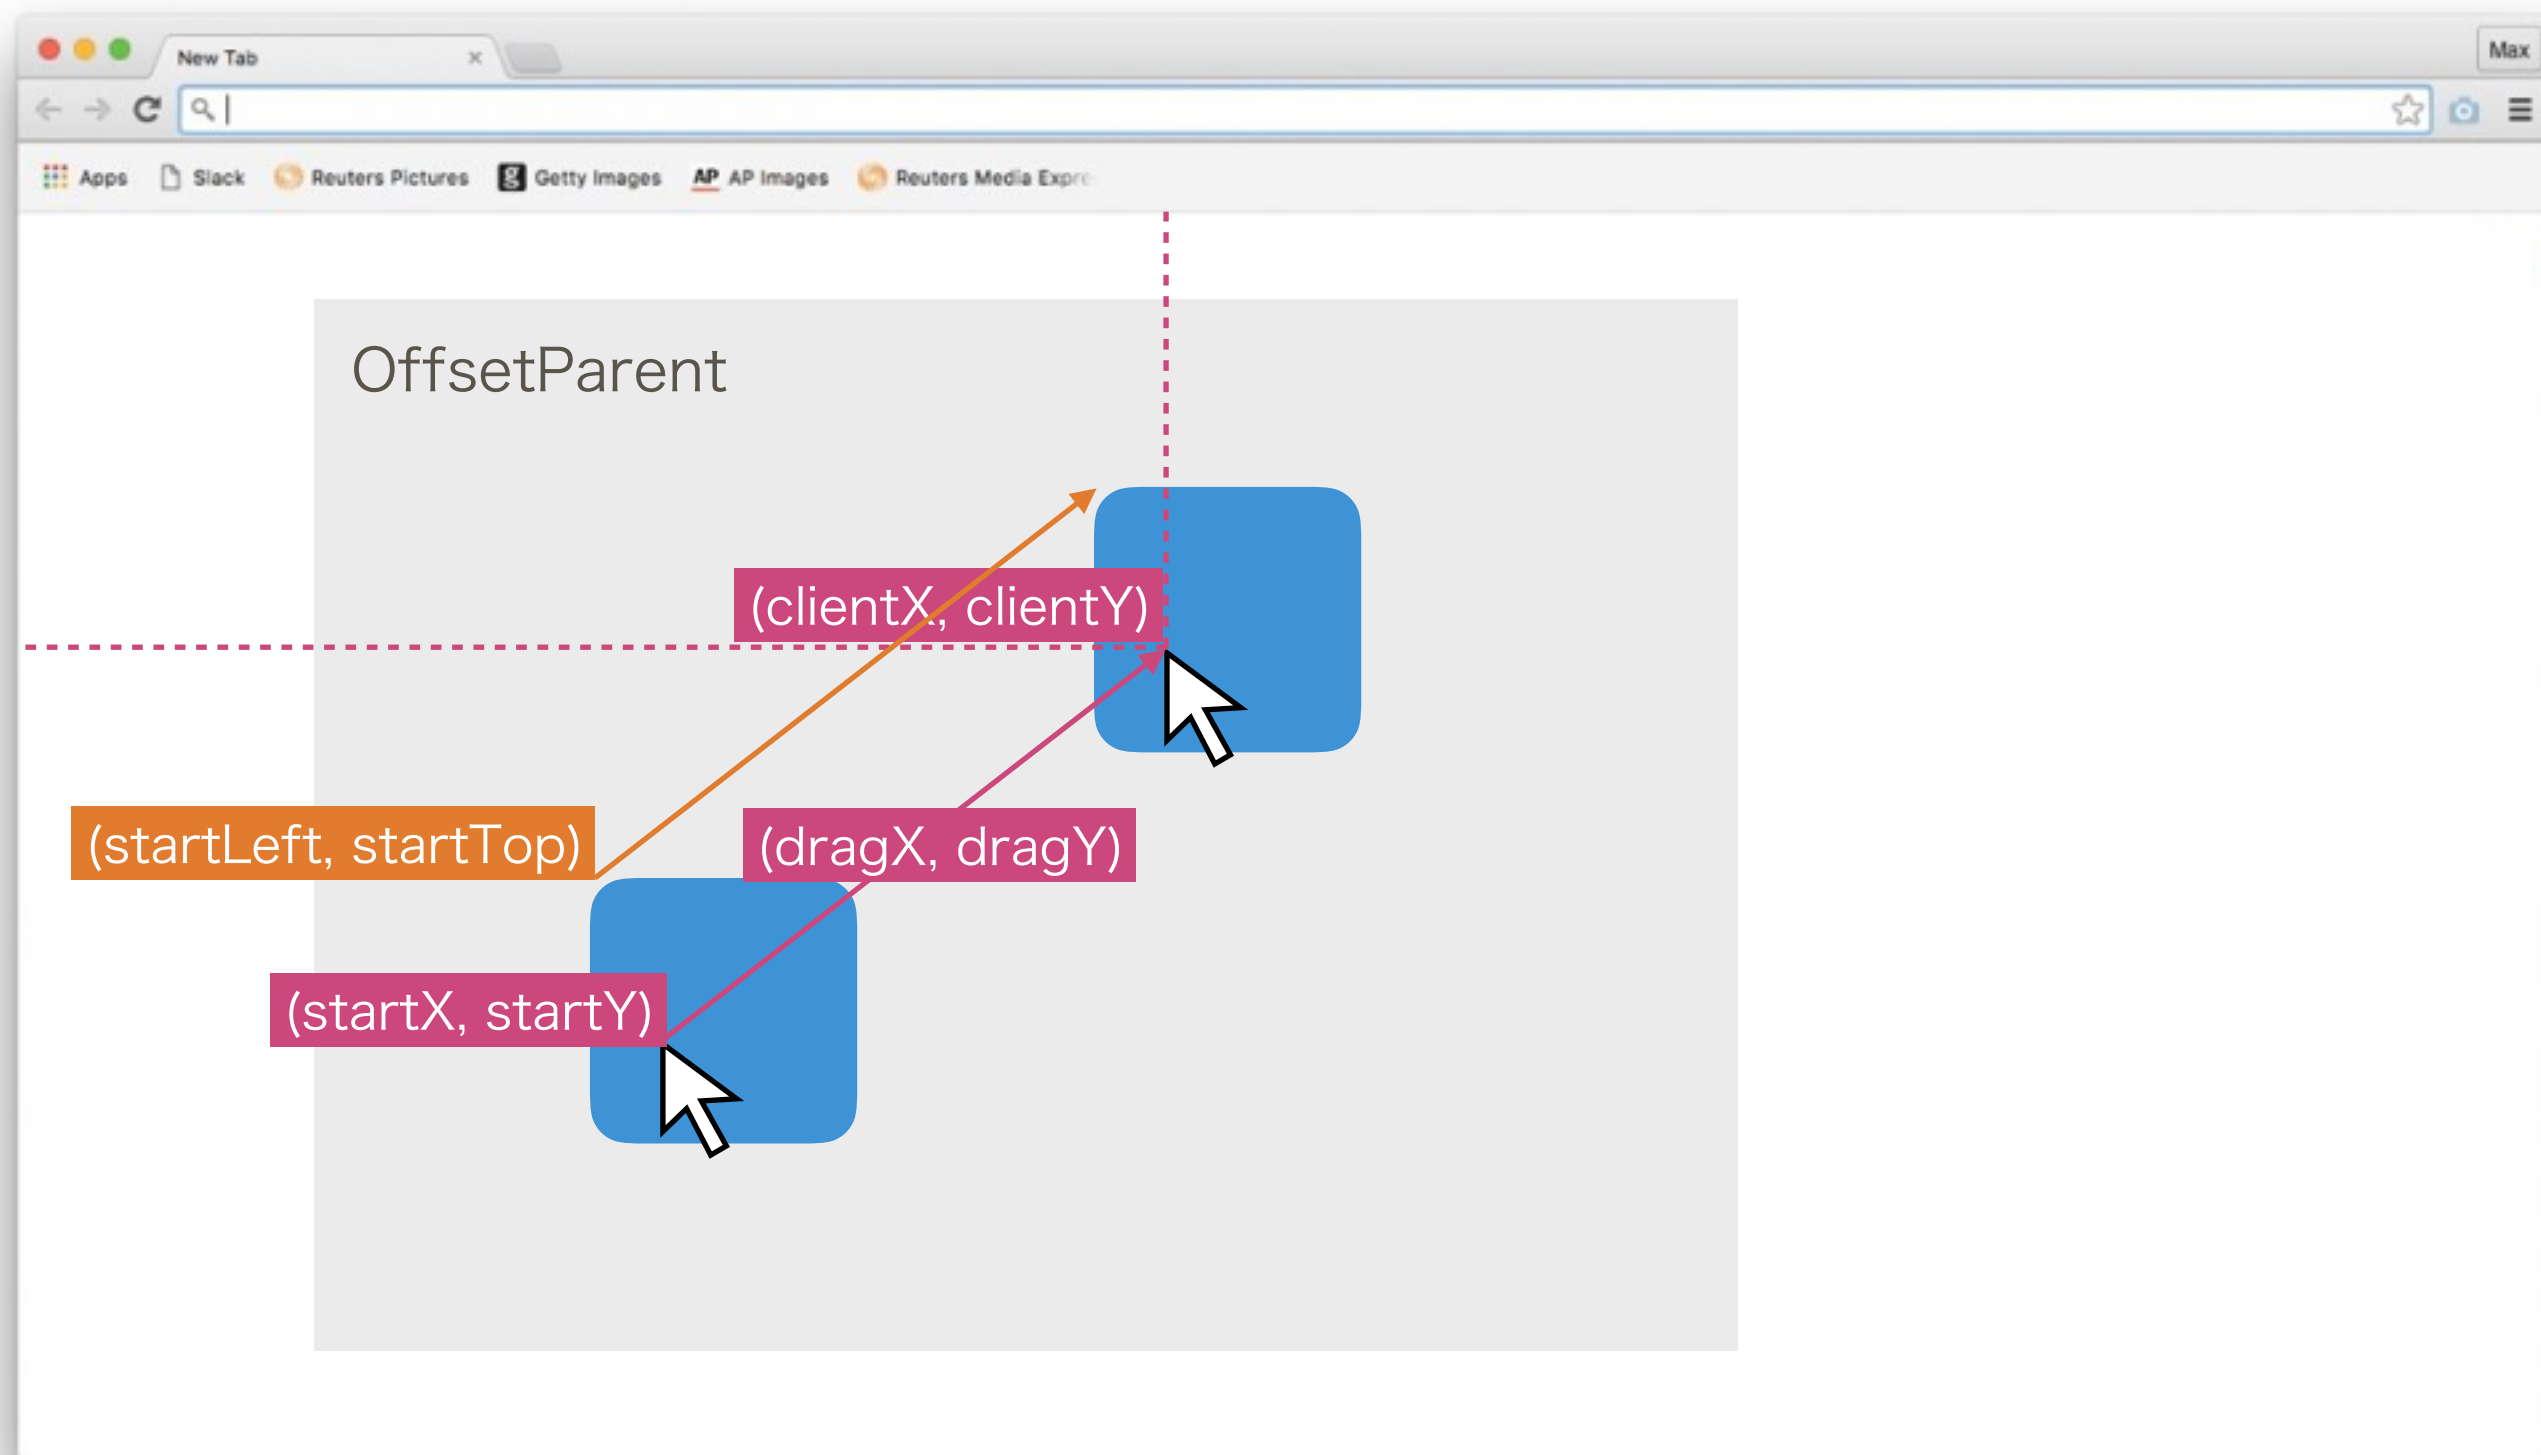 New Tab
Max
Apps Slack Reuters Pictures Getty Images AP AP Images Reuters Media Expre
OffsetParent
(clientX, clientY)
(startLeft, startTop)
(dragX, dragY)
(startX, startY)